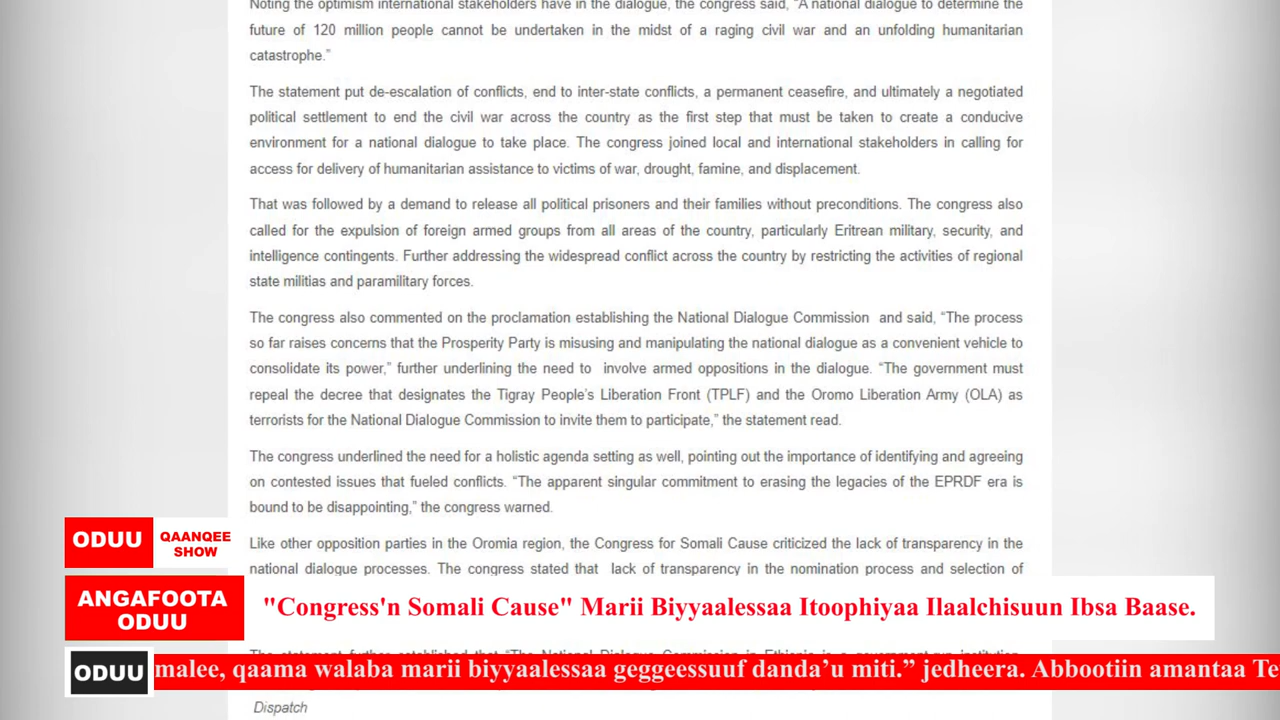 Noting the optimism international stakeholders have in the dialogue, the congress said, “A national dialogue to determine the
future of 120 million people cannot be undertaken in the midst of a raging civil war and an unfolding humanitarian
catastrophe.”
The statement put de-escalation of conflicts, end to inter-state conflicts, a permanent ceasefire, and ultimately a negotiated
political settlement to end the civil war across the country as the first step that must be taken to create a conducive
environment for a national dialogue to take place. The congress joined local and international stakeholders in calling for
access for delivery of humanitarian assistance to victims of war, drought, famine, and displacement.
That was followed by a demand to release all political prisoners and their families without preconditions. The congress also
called for the expulsion of foreign armed groups from all areas of the country, particularly Eritrean military, security, and
intelligence contingents. Further addressing the widespread conflict across the country by restricting the activities of regional
state militias and paramilitary forces.
The congress also commented on the proclamation establishing the National Dialogue Commission and said, “The process
so far raises concerns that the Prosperity Party is misusing and manipulating the national dialogue as a convenient vehicle to
consolidate its power,” further underlining the need to involve armed oppositions in the dialogue. “The government must
repeal the decree that designates the Tigray People’s Liberation Front (TPLF) and the Oromo Liberation Army (OLA) as
terrorists for the National Dialogue Commission to invite them to participate,” the statement read.
The congress underlined the need for a holistic agenda setting as well, pointing out the importance of identifying and agreeing
on contested issues that fueled conflicts. “The apparent singular commitment to erasing the legacies of the EPRDF era is
bound to be disappointing,” the congress warned.
Like other opposition parties in the Oromia region, the Congress for Somali Cause criticized the lack of transparency in the
national dialogue processes. The congress stated that lack of transparency in the nomination process and selection of
ODUU
QAANQEE
SHOW
ANGAFOOTA
ODUU
"Congress'n Somali Cause" Marii Biyyaalessaa Itoophiyaa Ilaalchisuun Ibsa Baase.
ODUU
malee, qaama walaba marii biyyaalessaa geggeessuuf danda’u miti.” jedheera. Abbootiin amantaa Te
Dispatch